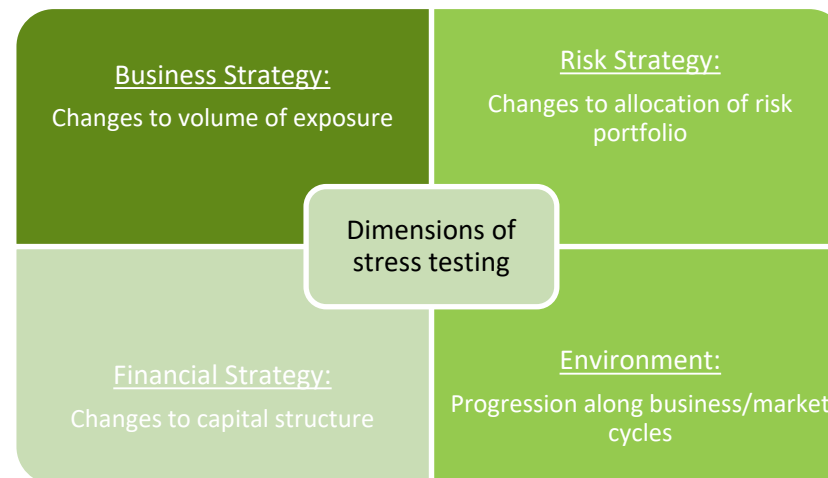 Business Strategy:
Changes to volume of exposure
Risk Strategy:
Changes to allocation of risk
portfolio
Dimensions of
stress testing
Financial Strategy:
Changes to capital structure
Environment:
Progression along business/market
cycles